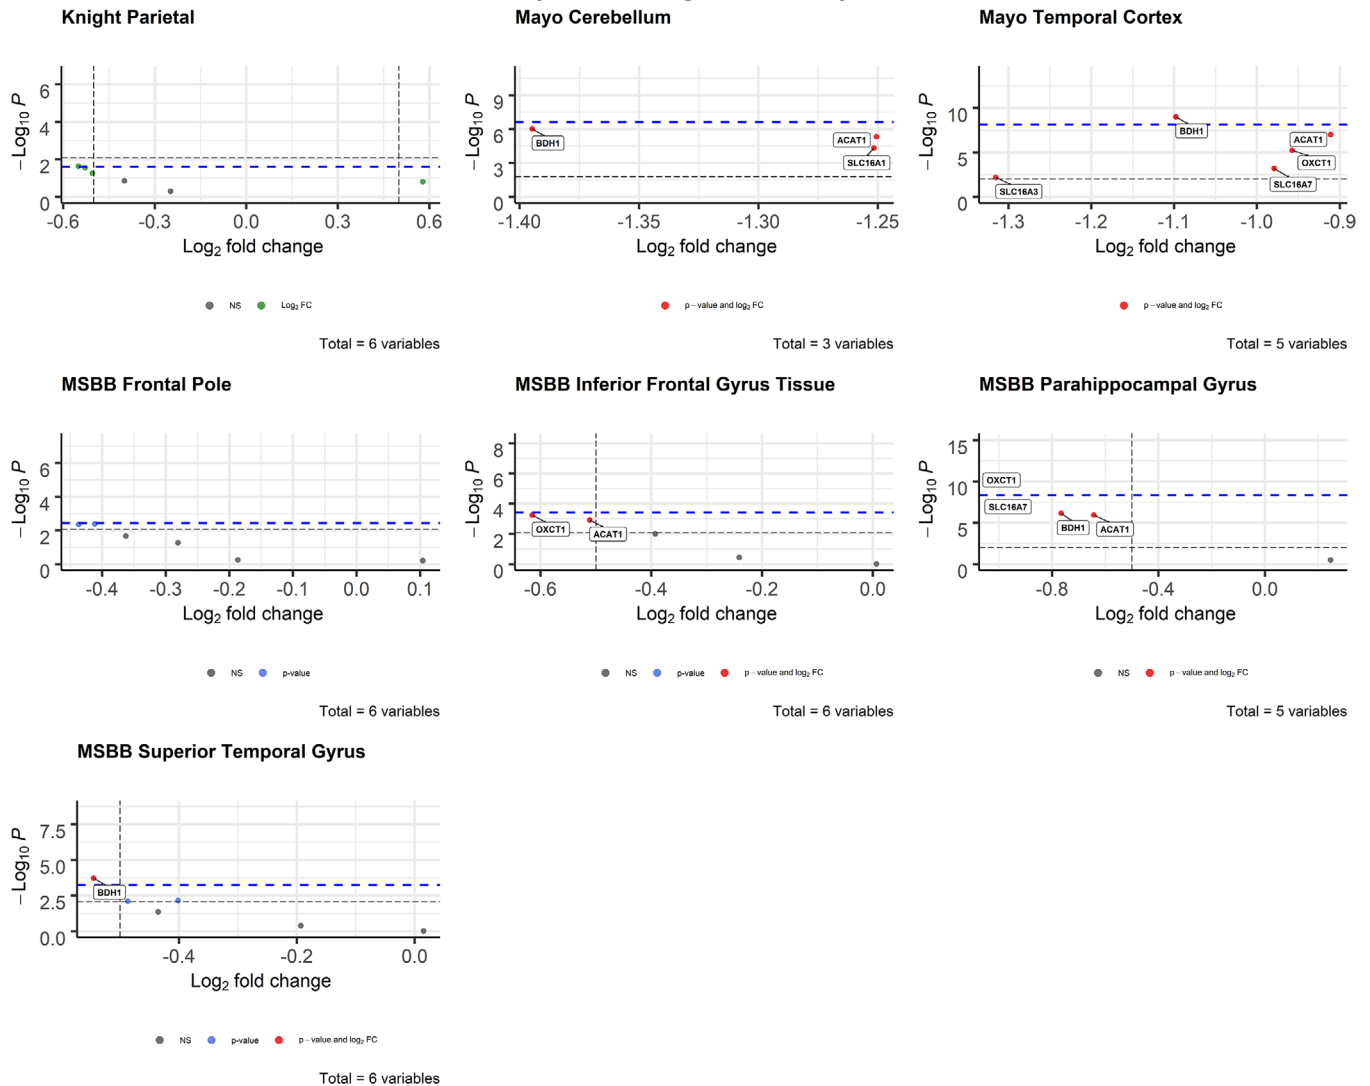 Knight Parietal
Mayo Cerebellum
Mayo Temporal Cortex
− Log₁₀ P
6
4
2
0
-0.6
-0.3
0.0
0.3
0.6
Log₂ fold change
NS
Log₂ FC
Total = 6 variables
− Log₁₀ P
9
6
3
0
BDH1
ACAT1
SLC16A1
-1.40
-1.35
-1.30
-1.25
Log₂ fold change
p − value and log₂ FC
Total = 3 variables
− Log₁₀ P
10
5
0
BDH1
ACAT1
OXCT1
SLC16A7
SLC16A3
-1.3
-1.2
-1.1
-1.0
-0.9
Log₂ fold change
p − value and log₂ FC
Total = 5 variables
MSBB Frontal Pole
MSBB Inferior Frontal Gyrus Tissue
MSBB Parahippocampal Gyrus
− Log₁₀ P
6
4
2
0
-0.4
-0.3
-0.2
-0.1
0.0
0.1
Log₂ fold change
NS
p-value
Total = 6 variables
− Log₁₀ P
8
6
4
2
0
OXCT1
ACAT1
-0.6
-0.4
-0.2
0.0
Log₂ fold change
NS
p-value
p − value and log₂ FC
Total = 6 variables
− Log₁₀ P
15
10
5
0
OXCT1
SLC16A7
BDH1
ACAT1
-0.8
-0.4
0.0
Log₂ fold change
NS
p − value and log₂ FC
Total = 5 variables
MSBB Superior Temporal Gyrus
− Log₁₀ P
7.5
5.0
2.5
0.0
BDH1
-0.4
-0.2
0.0
Log₂ fold change
NS
p-value
p − value and log₂ FC
Total = 6 variables